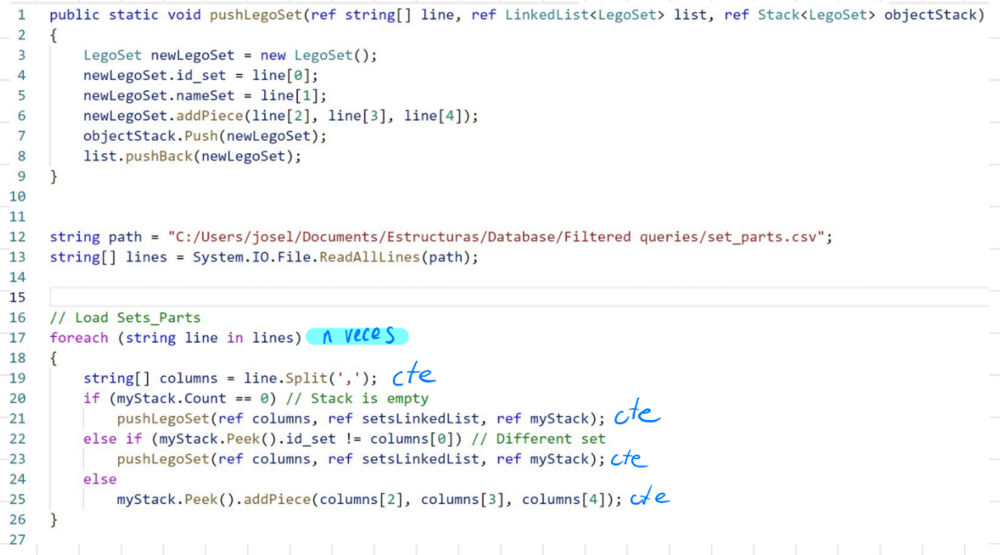 1 public static void pushLegoSet(ref string[] line, ref LinkedList<LegoSet> list, ref Stack<LegoSet> objectStack)
2 {
3     LegoSet newLegoSet = new LegoSet();
4     newLegoSet.id_set = line[0];
5     newLegoSet.nameSet = line[1];
6     newLegoSet.addPiece(line[2], line[3], line[4]);
7     objectStack.Push(newLegoSet);
8     list.pushBack(newLegoSet);
9 }
10
11
12 string path = "C:/Users/josel/Documents/Estructuras/Database/Filtered queries/set_parts.csv";
13 string[] lines = System.IO.File.ReadAllLines(path);
14
15
16 // Load Sets_Parts
17 foreach (string line in lines) n veces
18 {
19     string[] columns = line.Split(','); cte
20     if (myStack.Count == 0) // Stack is empty
21         pushLegoSet(ref columns, ref setsLinkedList, ref myStack); cte
22     else if (myStack.Peek().id_set != columns[0]) // Different set
23         pushLegoSet(ref columns, ref setsLinkedList, ref myStack); cte
24     else
25         myStack.Peek().addPiece(columns[2], columns[3], columns[4]); cte
26 }
27